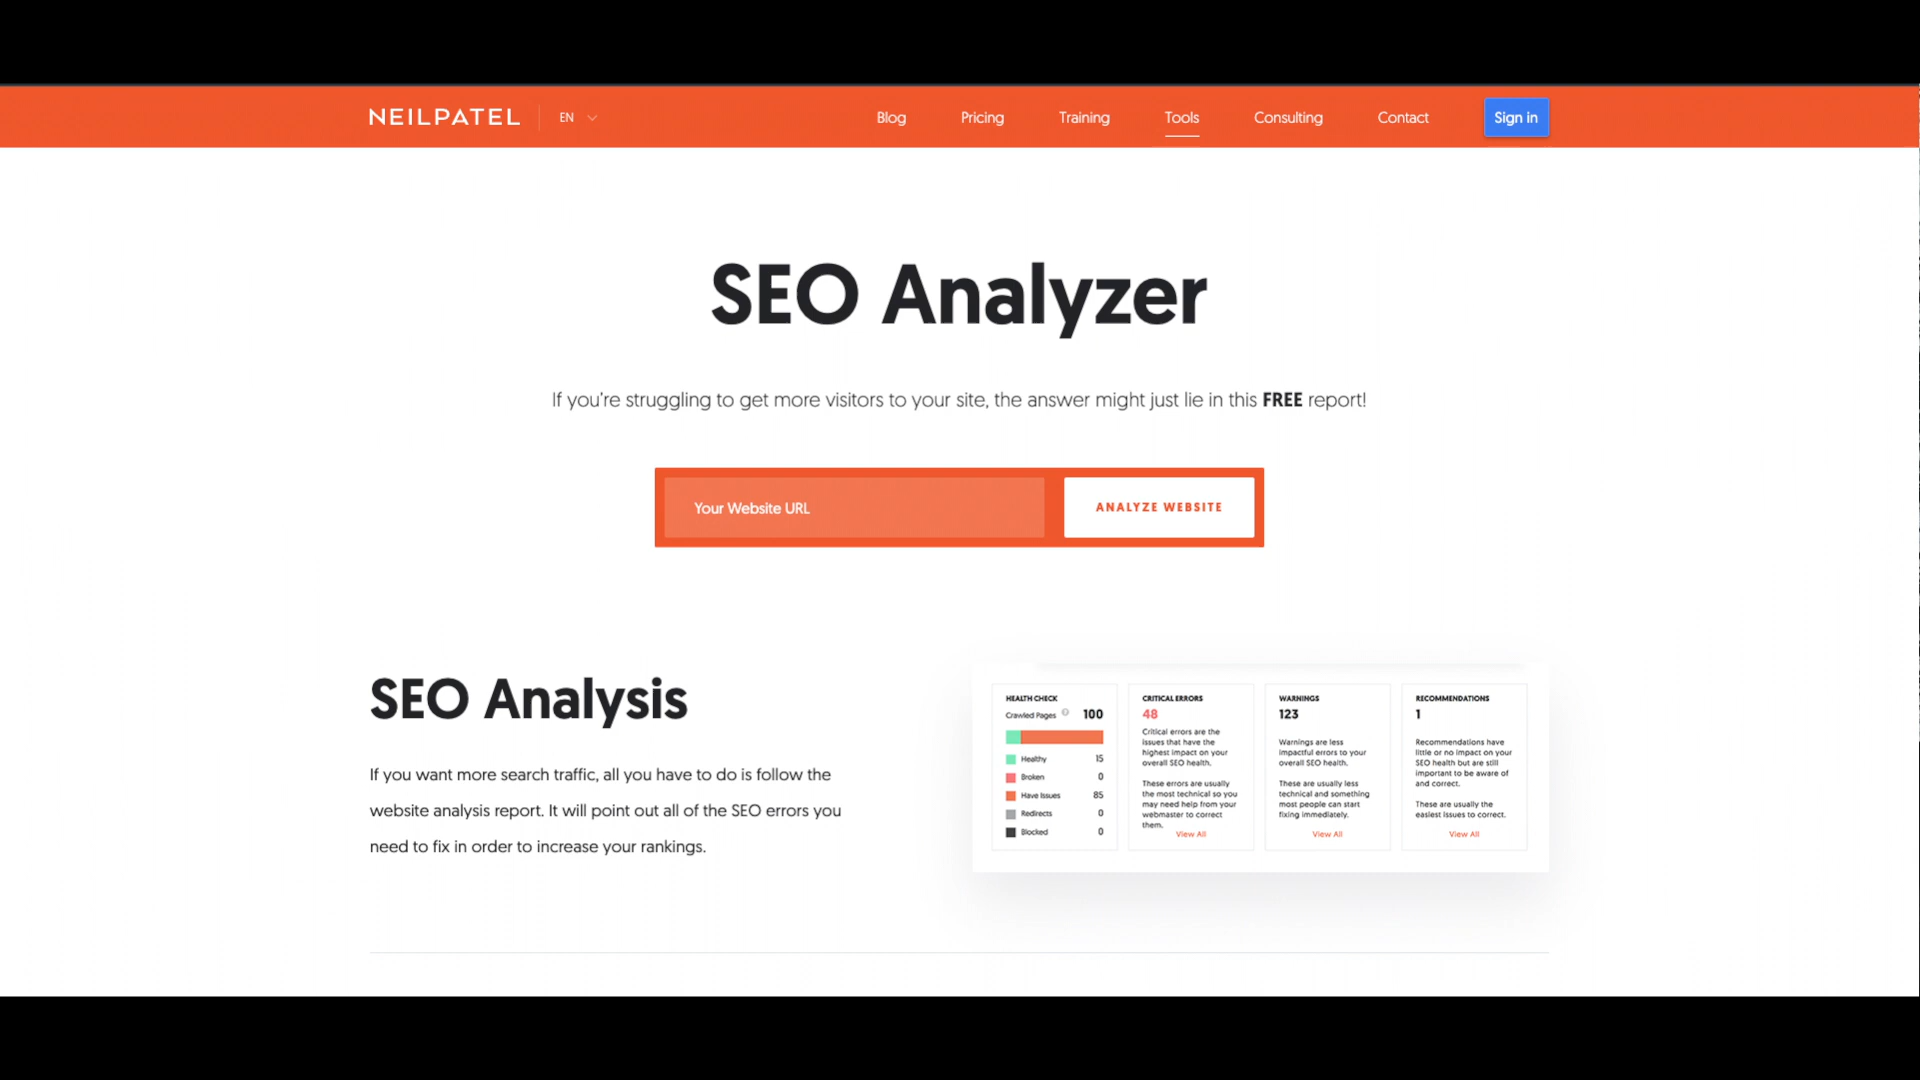 NEILPATEL EN Blog Pricing Training Tools Consulting Contact Sign in
SEO Analyzer
If you're struggling to get more visitors to your site, the answer might just lie in this FREE report!
Your Website URL ANALYZE WEBSITE
SEO Analysis
If you want more search traffic, all you have to do is follow the
website analysis report. It will point out all of the SEO errors you
need to fix in order to increase your rankings.
HEALTH CHECK
Crawled Pages ? 100
Healthy 15
Broken 0
Have Issues 85
Redirects 0
Blocked 0
CRITICAL ERRORS
48
Critical errors are the
issues that have the
highest impact on your
overall SEO health.
These errors are usually
the most technical so you
may need help from your
webmaster to correct
them.
View All
WARNINGS
123
Warnings are less
impactful errors to your
overall SEO health.
These are usually less
technical and something
most people can start
fixing immediately.
View All
RECOMMENDATIONS
1
Recommendations have
little or no impact on your
SEO health but are still
important to be aware of
and correct.
These are usually the
easiest issues to correct.
View All